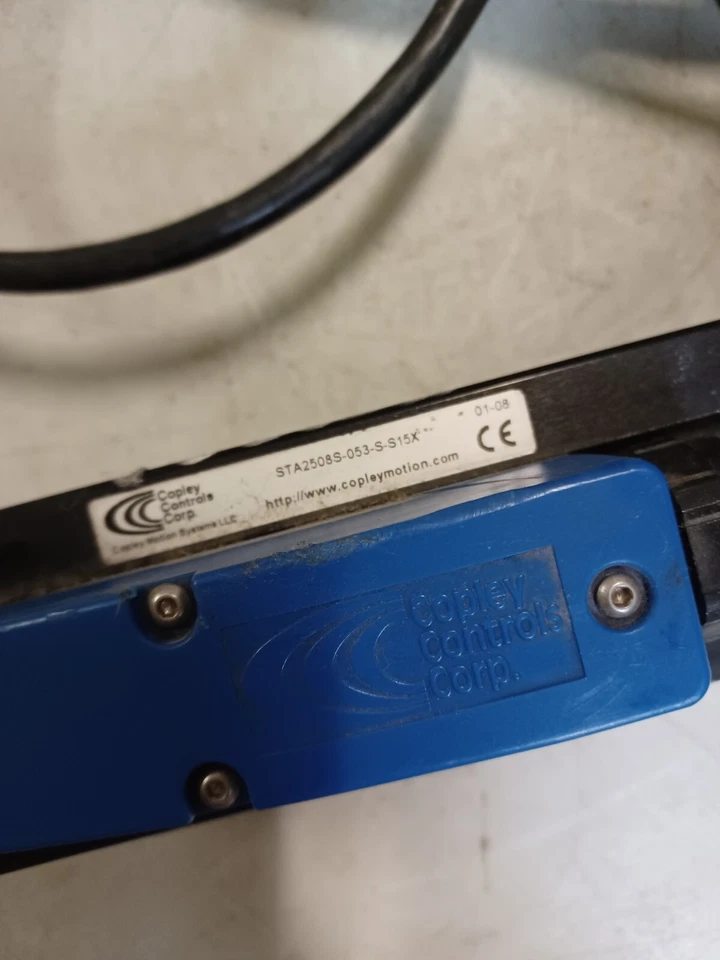 Copley
Controls
Corp.
Copley Motion Systems LLC
STA2508S-053-S-S15X
http://www.copleymotion.com
01-08
CE
Copley
Controls
Corp.